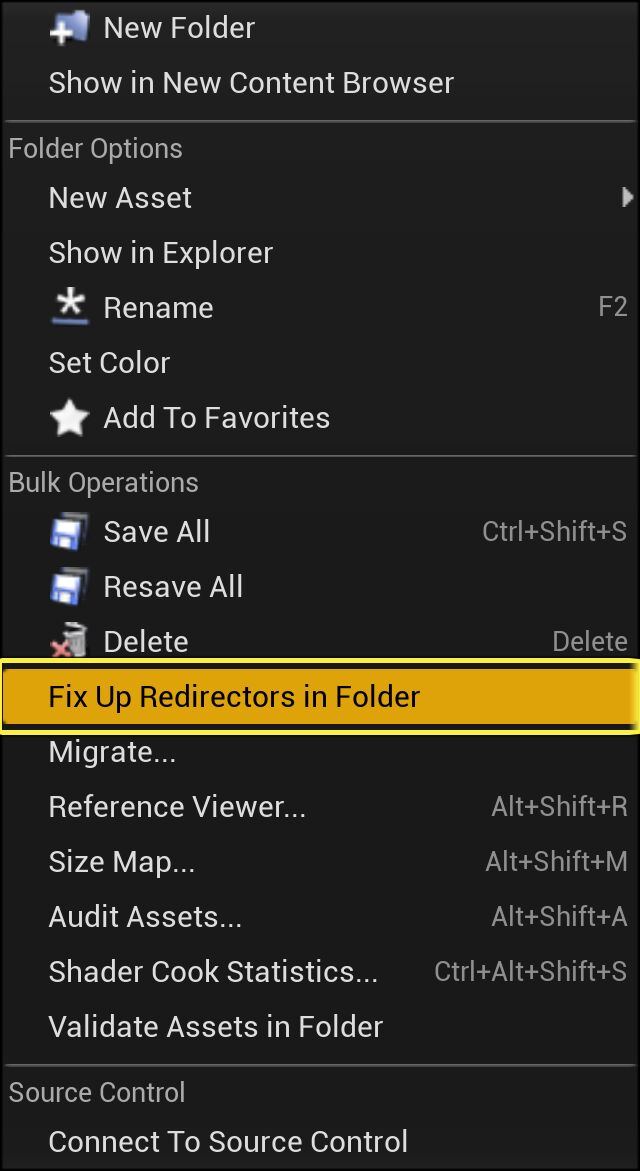 New Folder
Show in New Content Browser
Folder Options
New Asset
Show in Explorer
Rename F2
Set Color
Add To Favorites
Bulk Operations
Save All Ctrl+Shift+S
Resave All
Delete Delete
Fix Up Redirectors in Folder
Migrate...
Reference Viewer... Alt+Shift+R
Size Map... Alt+Shift+M
Audit Assets... Alt+Shift+A
Shader Cook Statistics... Ctrl+Alt+Shift+S
Validate Assets in Folder
Source Control
Connect To Source Control